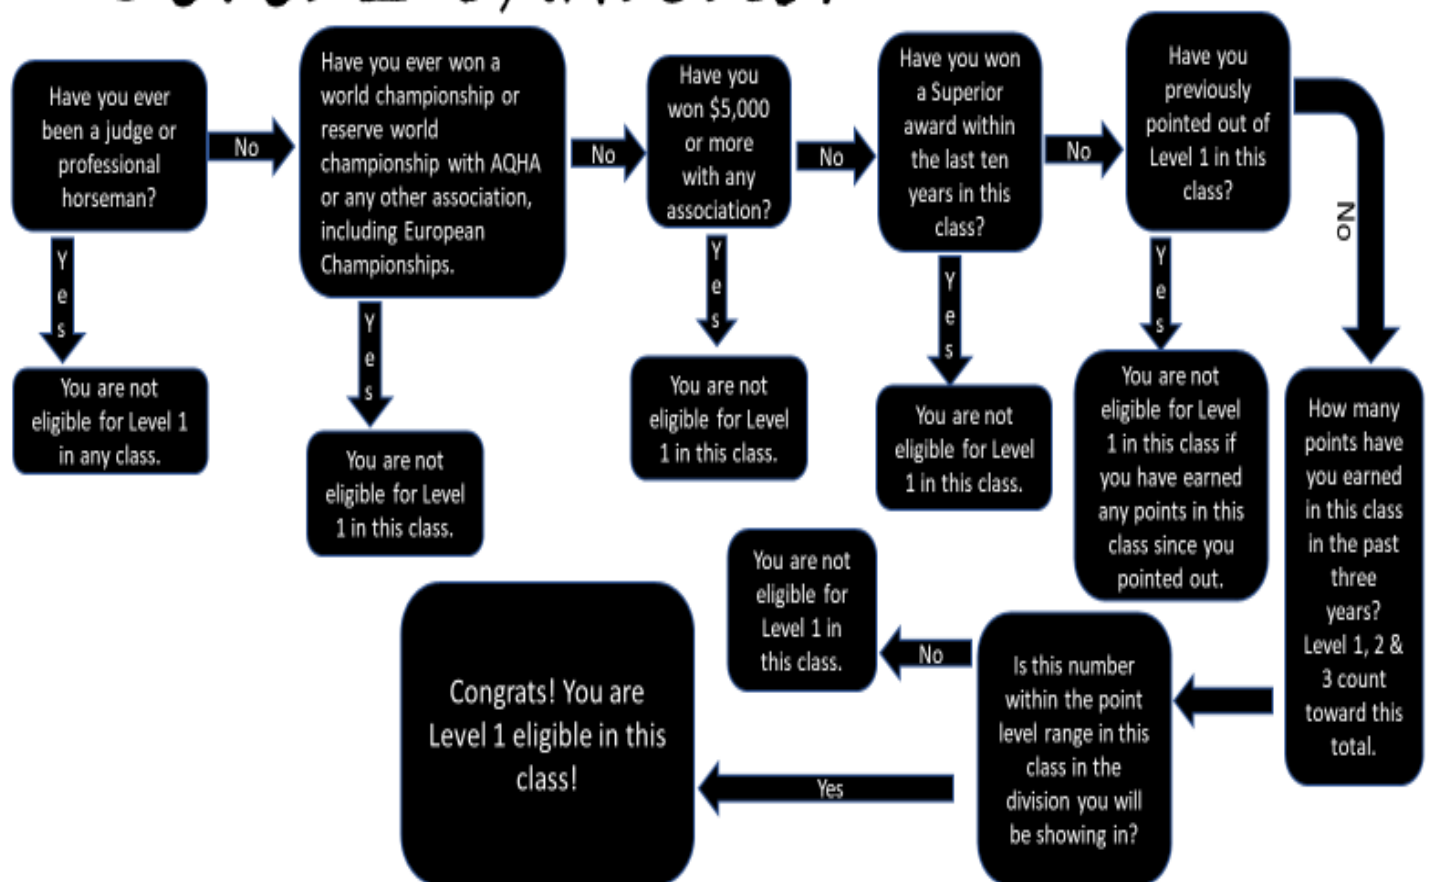 Have you ever
been a judge or
professional
horseman?
No
Have you ever won a
world championship or
reserve world
championship with AQHA
or any other association,
including European
Championships.
No
Have you
won $5,000
or more
with any
association?
No
Have you won
a Superior
award within
the last ten
years in this
class?
No
Have you
previously
pointed out of
Level 1 in this
class?
No
Yes
You are not
eligible for Level 1
in any class.
Yes
You are not
eligible for Level
1 in this class.
Yes
You are not
eligible for Level
1 in this class.
Yes
You are not
eligible for Level
1 in this class.
Yes
You are not
eligible for Level
1 in this class if
you have earned
any points in this
class since you
pointed out.
How many
points have
you earned
in this class
in the past
three
years?
Level 1, 2 &
3 count
toward this
total.
Is this number
within the point
level range in this
class in the
division you will
be showing in?
No
You are not
eligible for
Level 1 in
this class.
Yes
Congrats! You are
Level 1 eligible in this
class!